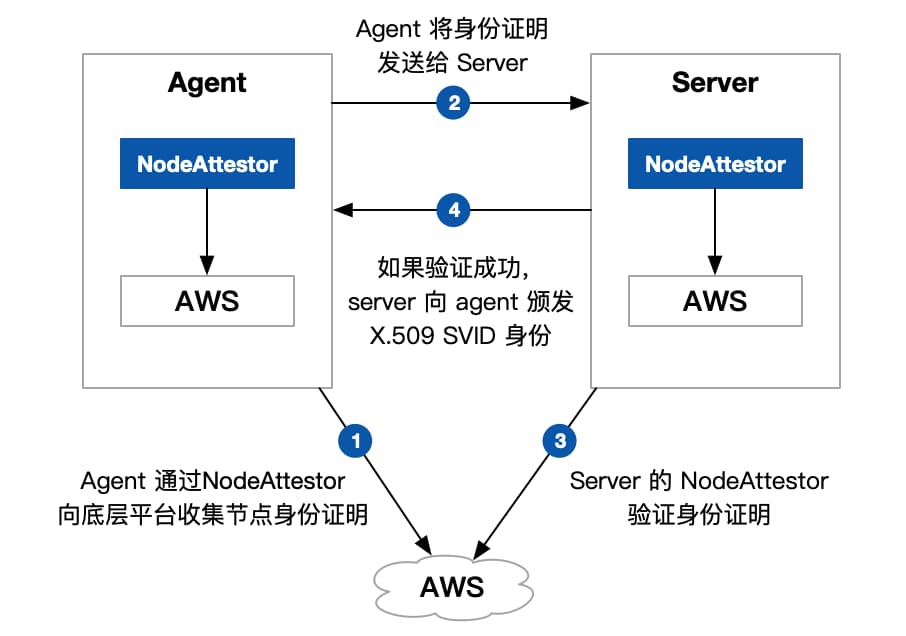 Agent 将身份证明
发送给 Server
Agent
Server
2
NodeAttestor
NodeAttestor
4
AWS
AWS
如果验证成功，
server 向 agent 颁发
X.509 SVID 身份
1
3
Agent 通过NodeAttestor
向底层平台收集节点身份证明
Server 的 NodeAttestor
验证身份证明
AWS